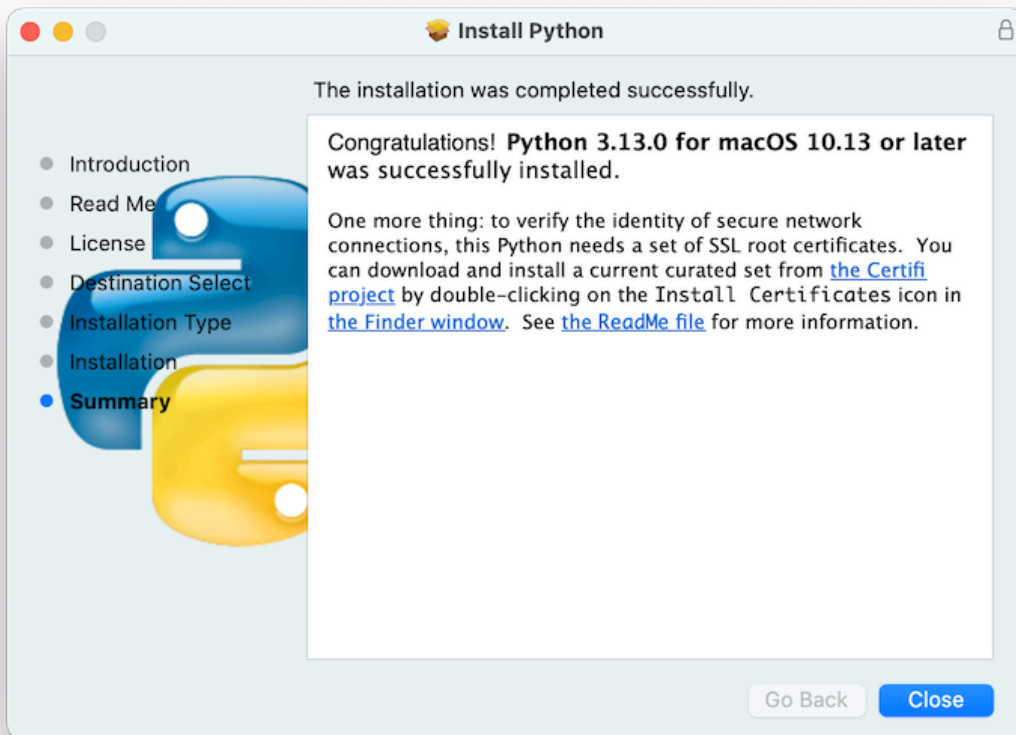 Install Python
The installation was completed successfully.
Introduction
Read Me
License
Destination Select
Installation Type
Installation
Summary
Congratulations! Python 3.13.0 for macOS 10.13 or later
was successfully installed.
One more thing: to verify the identity of secure network
connections, this Python needs a set of SSL root certificates. You
can download and install a current curated set from the Certifi
project by double-clicking on the Install Certificates icon in
the Finder window. See the ReadMe file for more information.
Go Back
Close